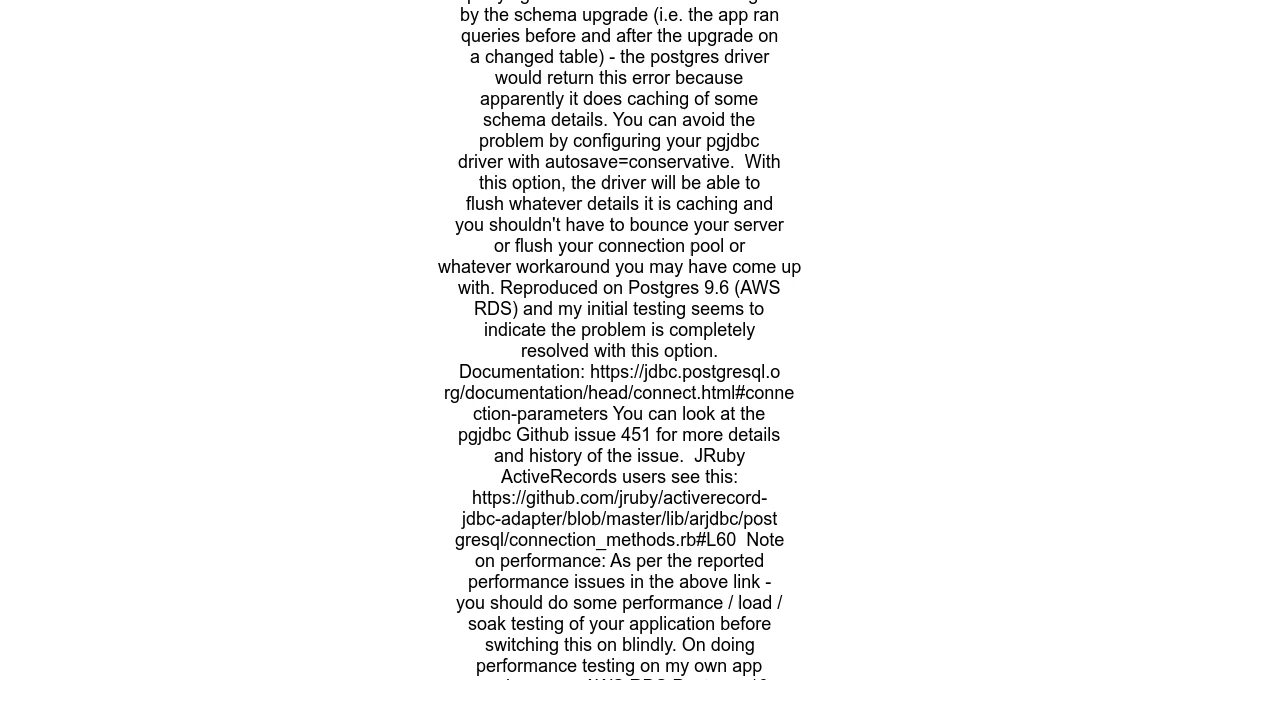 by the schema upgrade (i.e. the app ran
queries before and after the upgrade on
a changed table) - the postgres driver
would return this error because
apparently it does caching of some
schema details. You can avoid the
problem by configuring your pgjdbc
driver with autosave=conservative.  With
this option, the driver will be able to
flush whatever details it is caching and
you shouldn't have to bounce your server
or flush your connection pool or
whatever workaround you may have come up
with. Reproduced on Postgres 9.6 (AWS
RDS) and my initial testing seems to
indicate the problem is completely
resolved with this option.
Documentation: https://jdbc.postgresql.o
rg/documentation/head/connect.html#conne
ction-parameters You can look at the
pgjdbc Github issue 451 for more details
and history of the issue.  JRuby
ActiveRecords users see this:
https://github.com/jruby/activerecord-
jdbc-adapter/blob/master/lib/arjdbc/post
gresql/connection_methods.rb#L60  Note
on performance: As per the reported
performance issues in the above link -
you should do some performance / load /
soak testing of your application before
switching this on blindly. On doing
performance testing on my own app